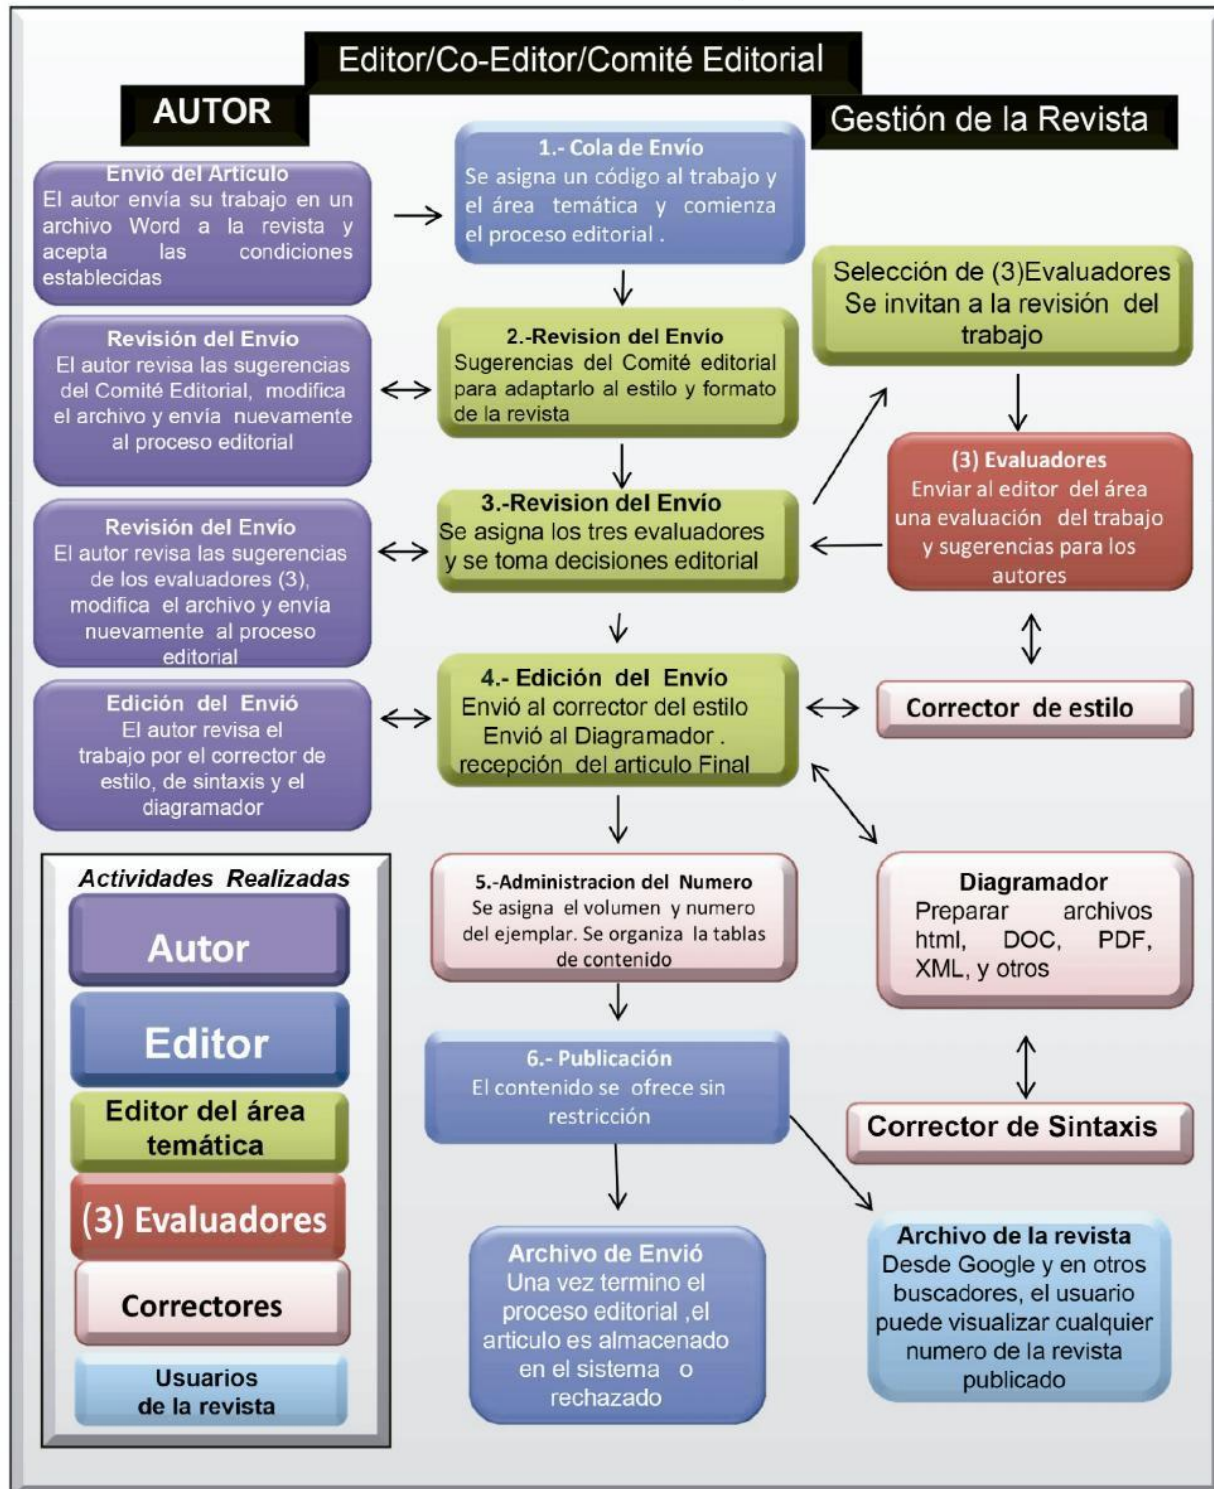 Editor/Co-Editor/Comité Editorial
AUTOR
Gestión de la Revista
Envió del Articulo
El autor envía su trabajo en un
archivo Word a la revista y
acepta las condiciones
establecidas
1.- Cola de Envío
Se asigna un código al trabajo y
el área temática y comienza
el proceso editorial .
Selección de (3)Evaluadores
Se invitan a la revisión del
trabajo
Revisión del Envío
El autor revisa las sugerencias
del Comité Editorial, modifica
el archivo y envía nuevamente
al proceso editorial
2.-Revision del Envío
Sugerencias del Comité editorial
para adaptarlo al estilo y formato
de la revista
(3) Evaluadores
Enviar al editor del área
una evaluación del trabajo
y sugerencias para los
autores
Revisión del Envío
El autor revisa las sugerencias
de los evaluadores (3),
modifica el archivo y envía
nuevamente al proceso
editorial
3.-Revision del Envío
Se asigna los tres evaluadores
y se toma decisiones editorial
Edición del Envió
El autor revisa el
trabajo por el corrector de
estilo, de sintaxis y el
diagramador
4.- Edición del Envío
Envió al corrector del estilo
Envió al Diagramador .
recepción del articulo Final
Corrector de estilo
5.-Administracion del Numero
Se asigna el volumen y numero
del ejemplar. Se organiza la tablas
de contenido
Diagramador
Preparar archivos
html, DOC, PDF,
XML, y otros
6.- Publicación
El contenido se ofrece sin
restricción
Corrector de Sintaxis
Archivo de Envió
Una vez termino el
proceso editorial ,el
articulo es almacenado
en el sistema o
rechazado
Archivo de la revista
Desde Google y en otros
buscadores, el usuario
puede visualizar cualquier
numero de la revista
publicado
Actividades Realizadas
Autor
Editor
Editor del área
temática
(3) Evaluadores
Correctores
Usuarios
de la revista